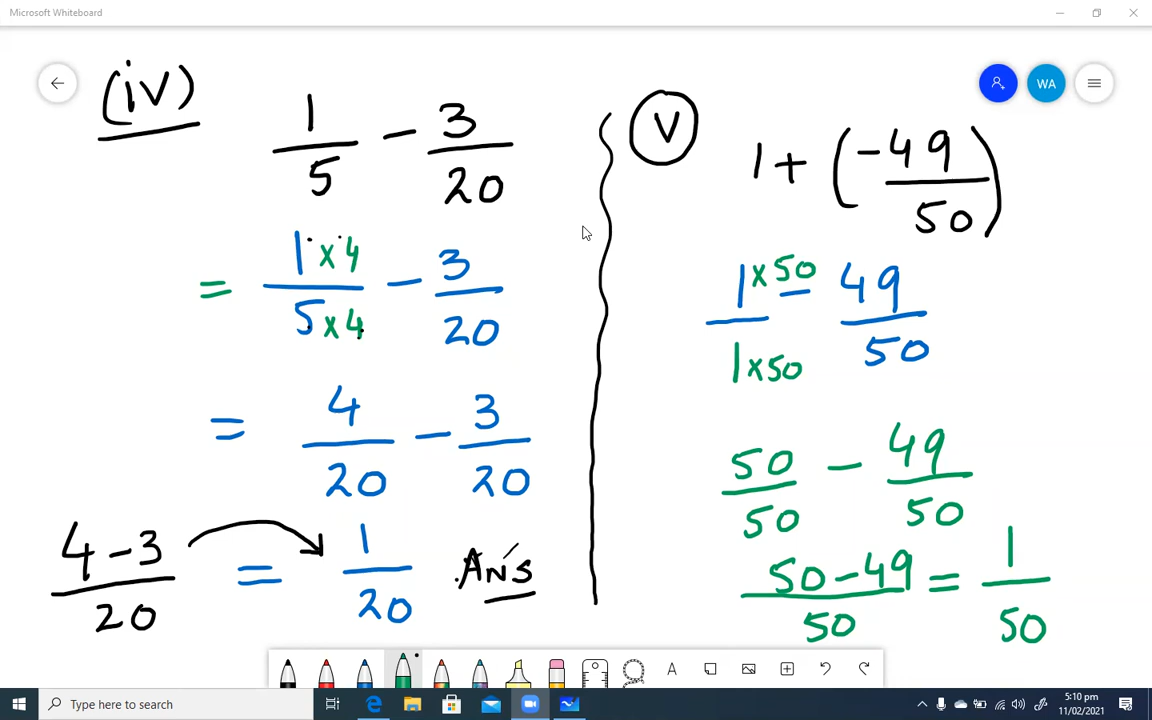 Microsoft Whiteboard
WA
(iv)
1/5 - 3/20
= 1×4/5×4 - 3/20
= 4/20 - 3/20
4-3/20 = 1/20 Ans
V
1 + (-49/50)
1×50/1×50 49/50
50/50 - 49/50
50-49/50 = 1/50
A
Type here to search
5:10 pm
11/02/2021